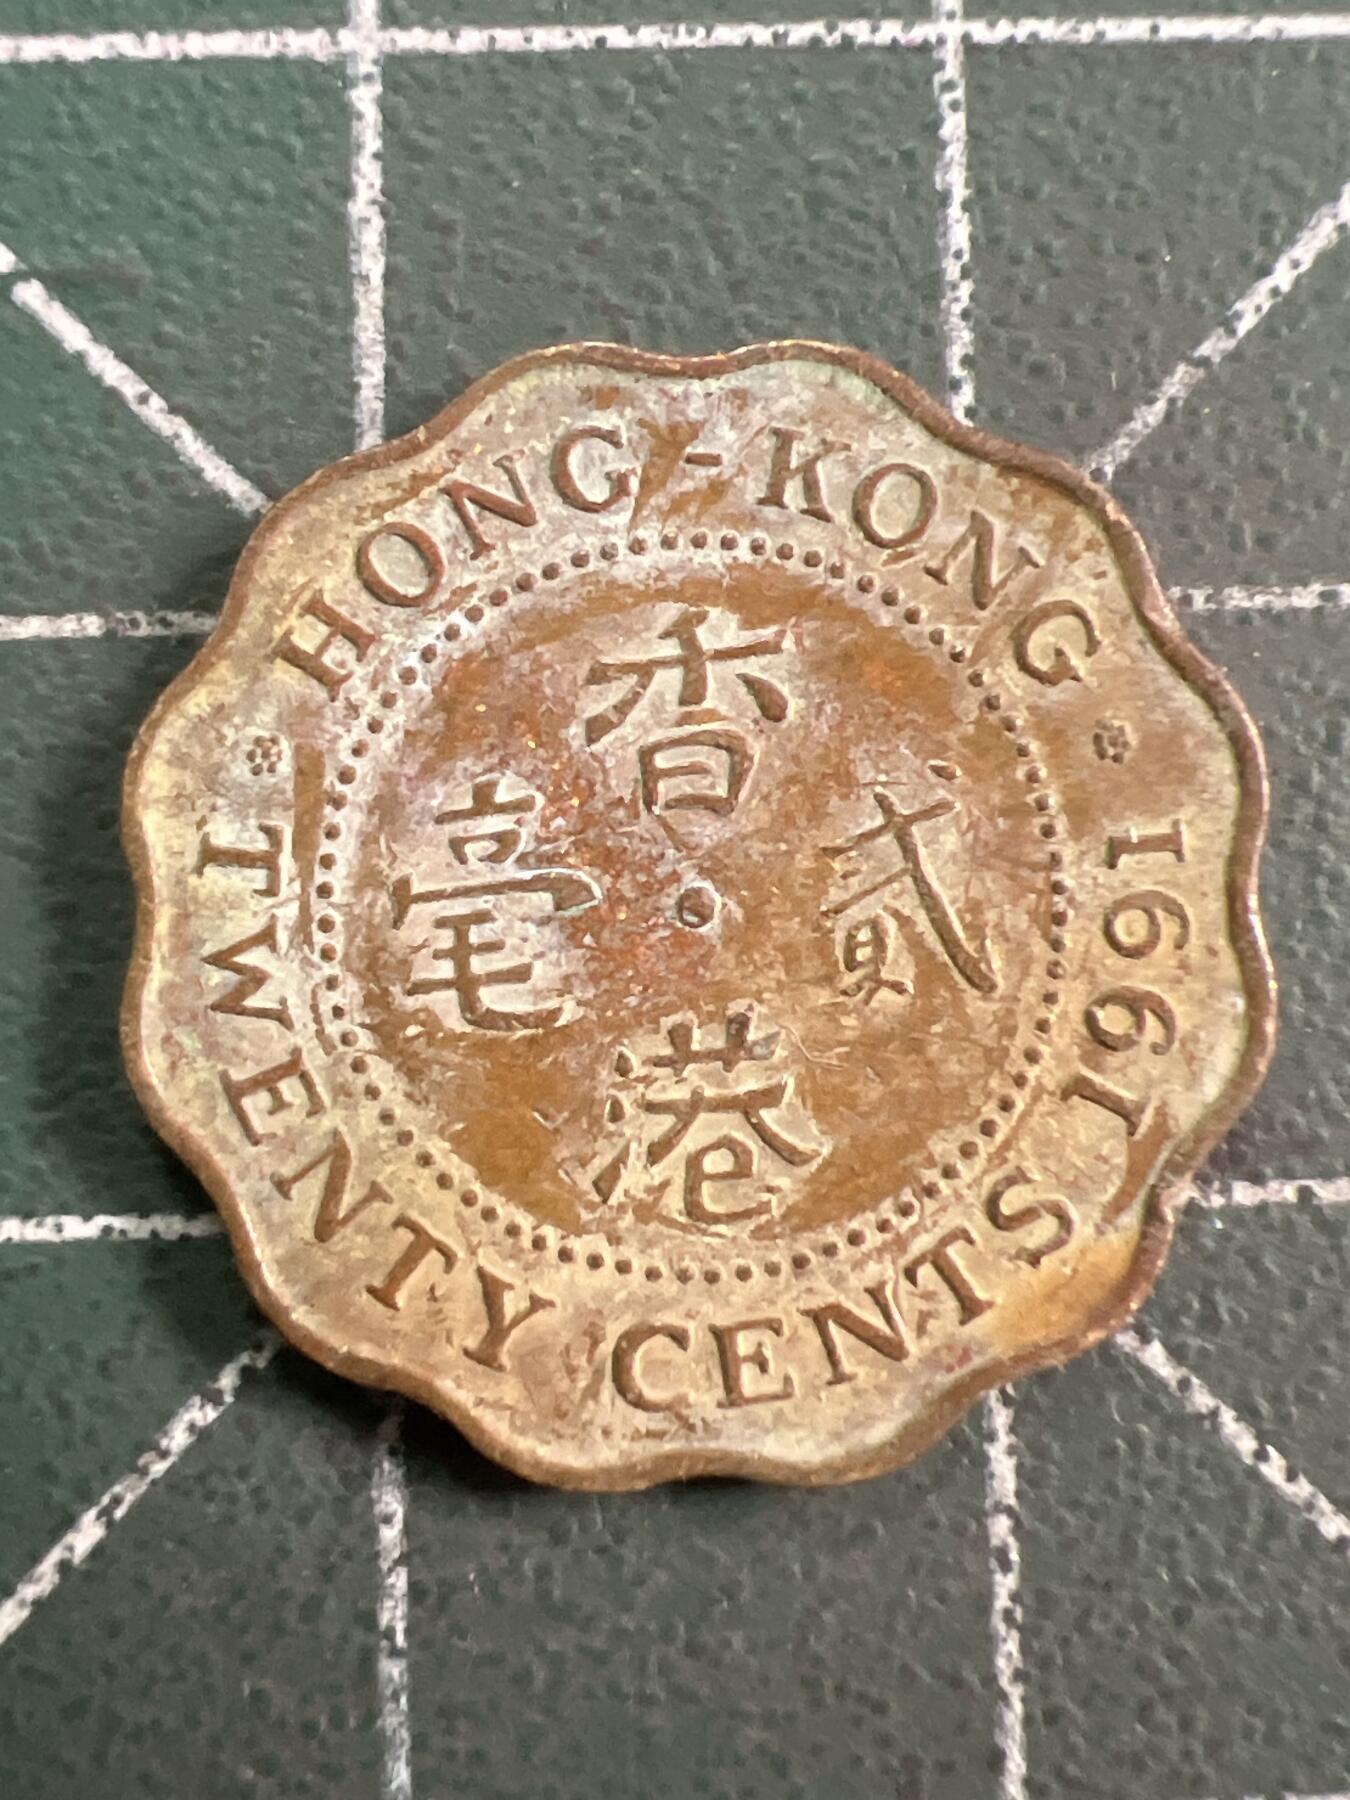 HONG-KONG
1991
TWENTY CENTS
香港
貳毫